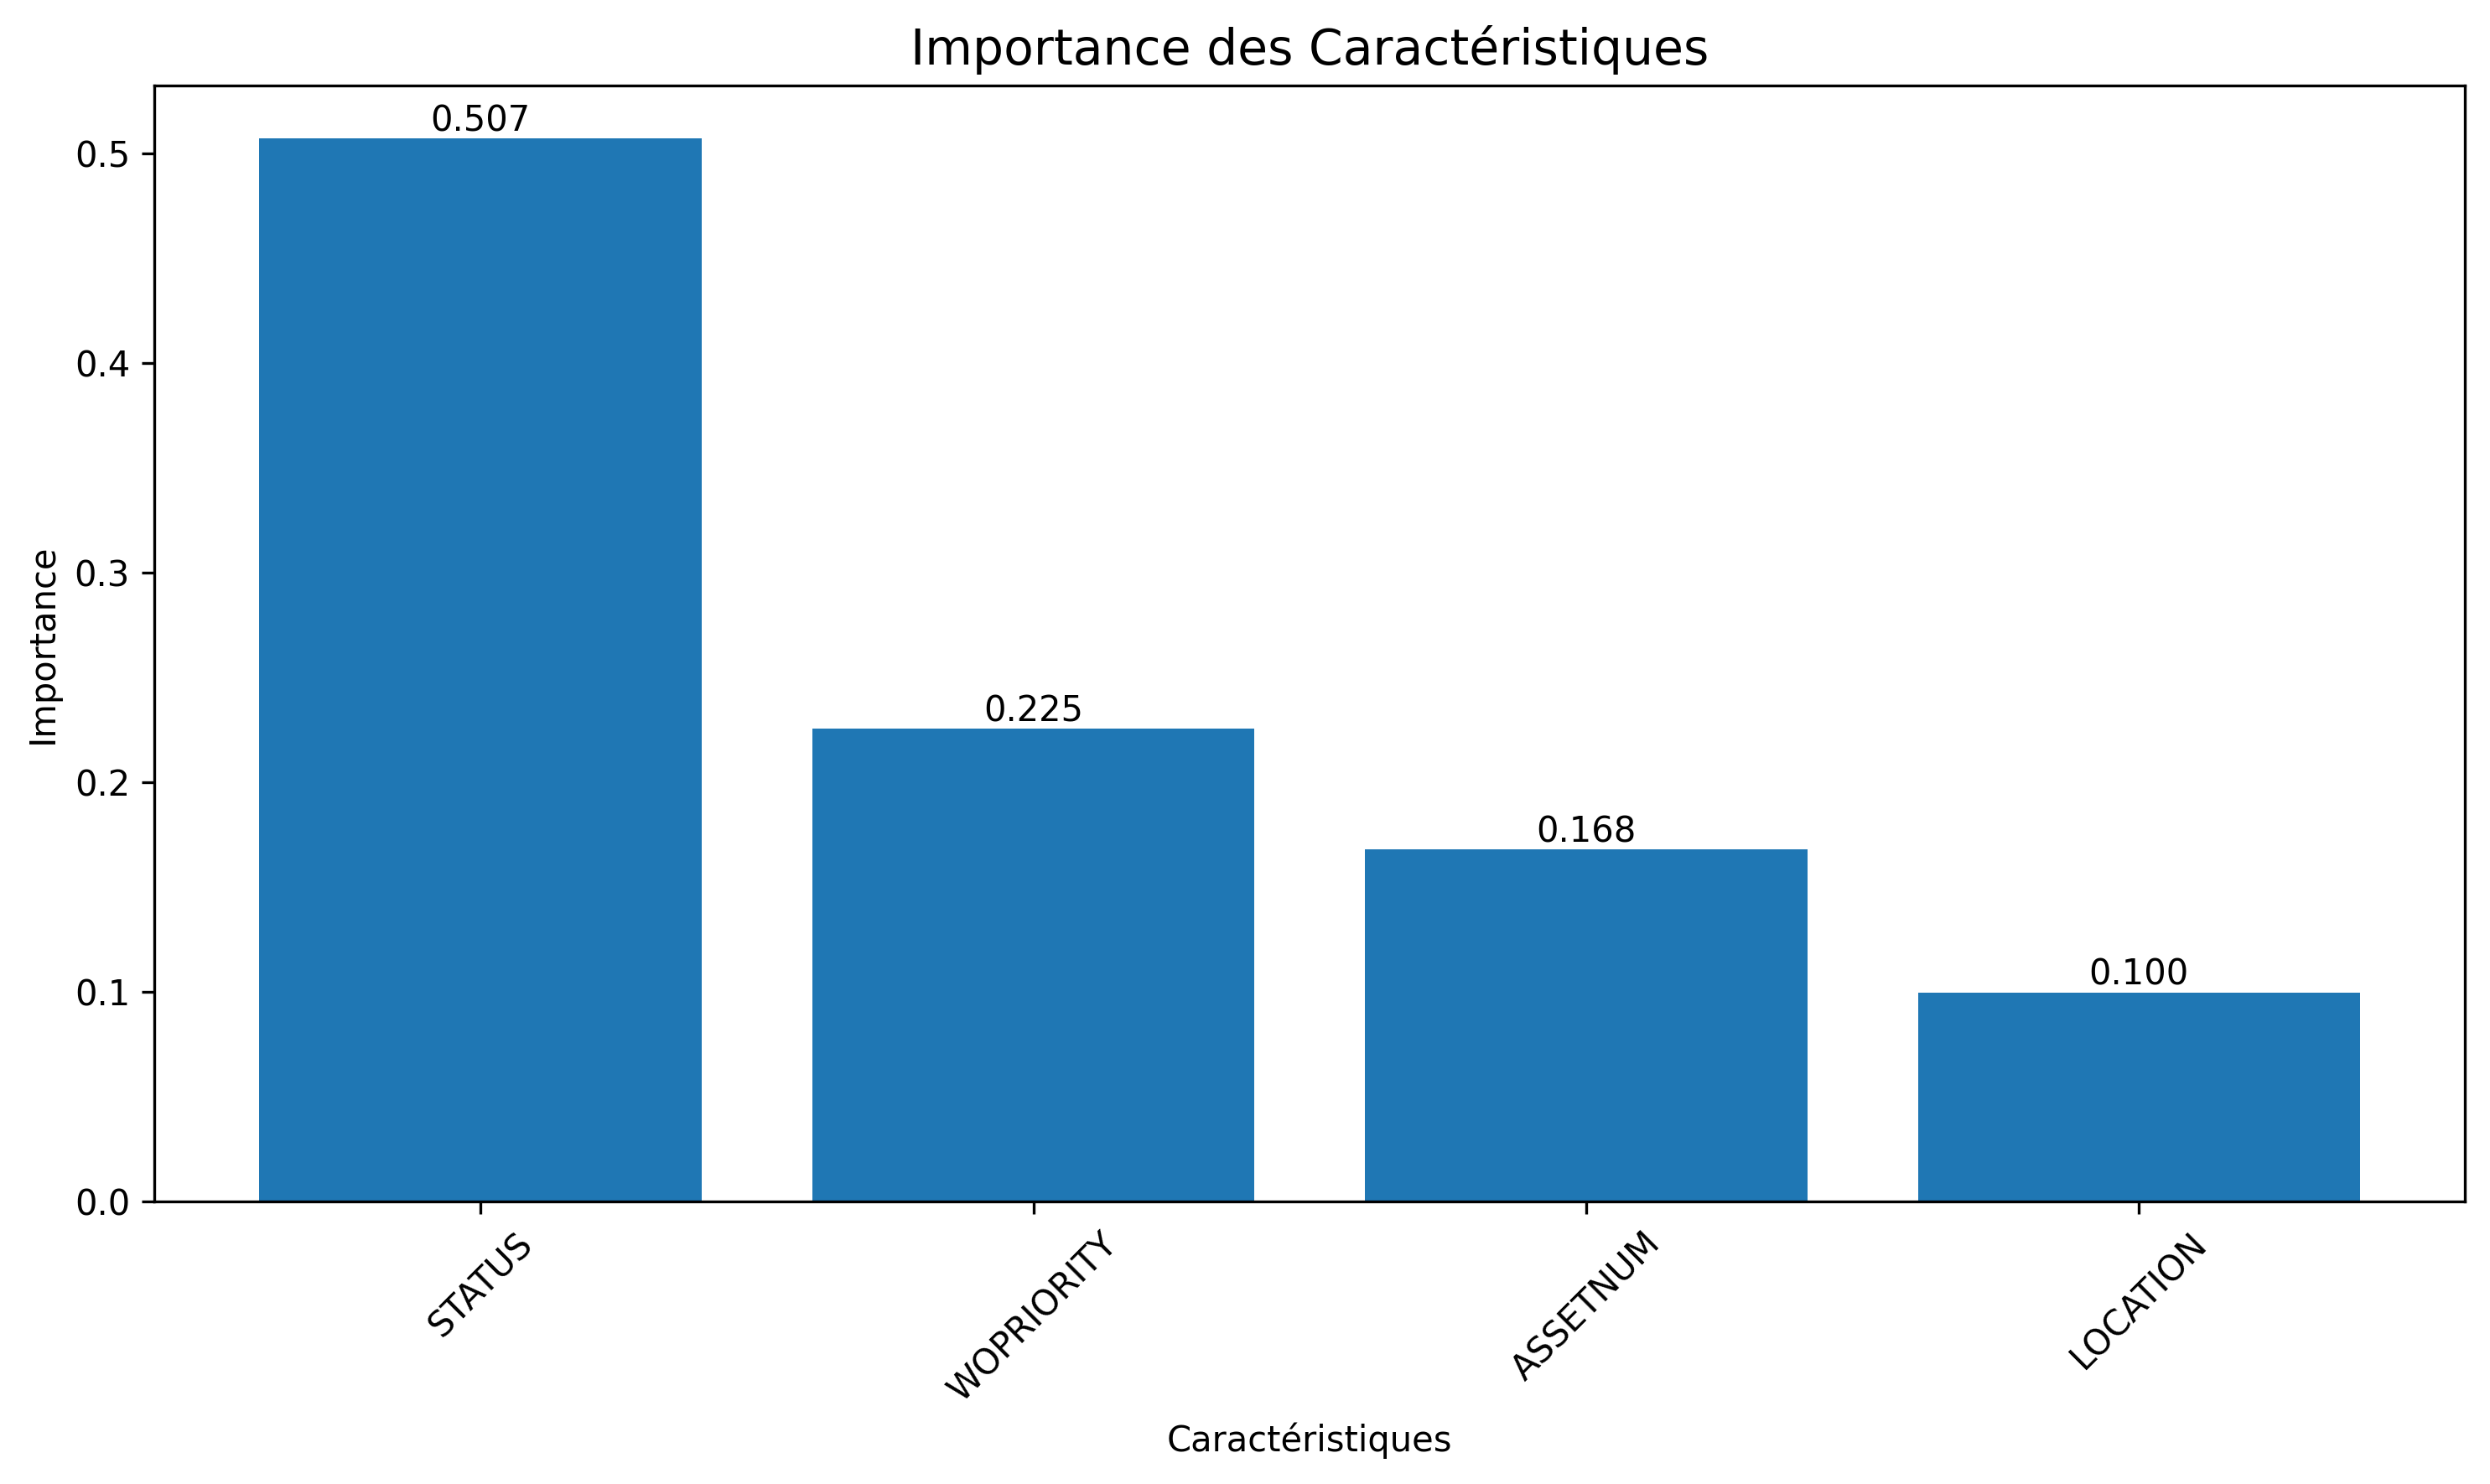 Importance des Caractéristiques
Importance
0.5
0.4
0.3
0.2
0.1
0.0
0.507
0.225
0.168
0.100
STATUS
WOPRIORITY
ASSETNUM
LOCATION
Caractéristiques